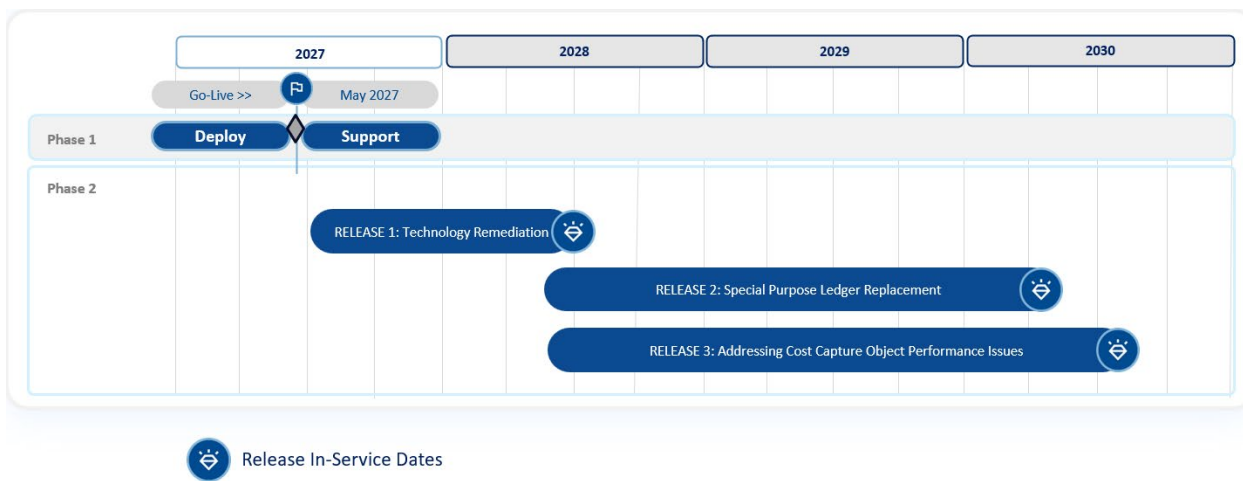 2027 2028 2029 2030
Go-Live >> May 2027
Phase 1 Deploy Support
Phase 2
RELEASE 1: Technology Remediation
RELEASE 2: Special Purpose Ledger Replacement
RELEASE 3: Addressing Cost Capture Object Performance Issues
Release In-Service Dates